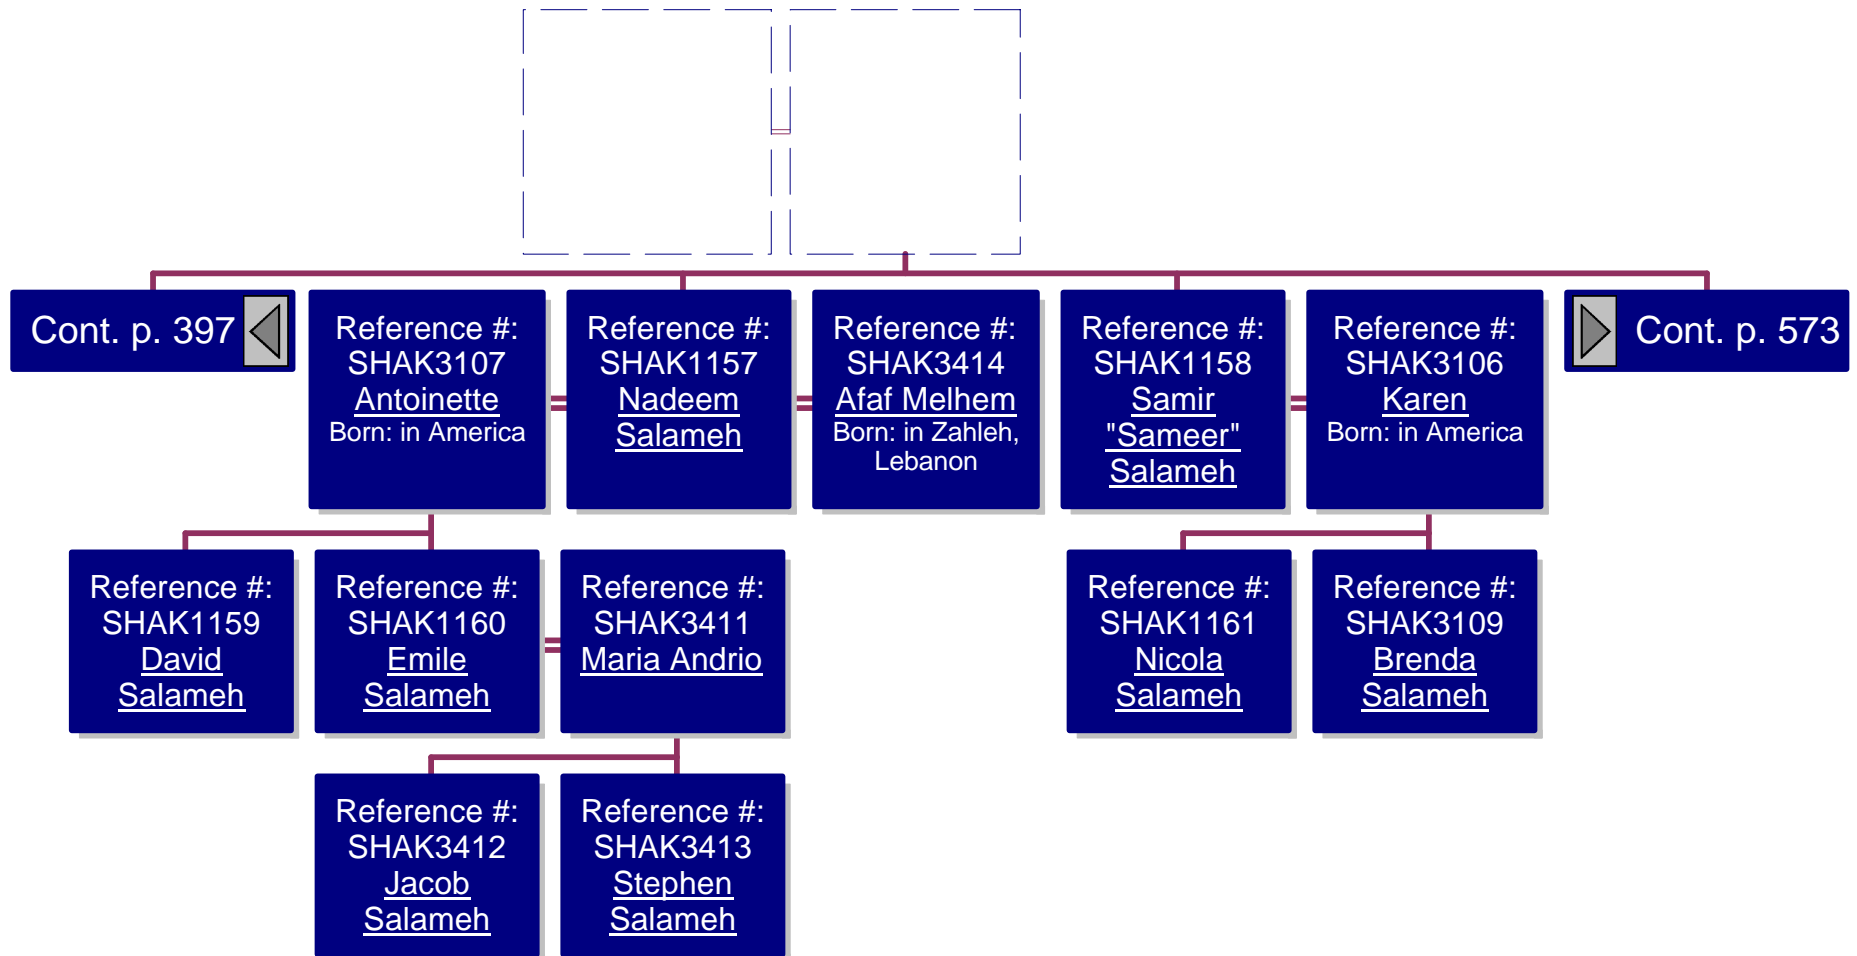 Cont. p. 397
Reference #:
SHAK3107
Antoinette
Born: in America
Reference #:
SHAK1157
Nadeem
Salameh
Reference #:
SHAK3414
Afaf Melhem
Born: in Zahleh,
Lebanon
Reference #:
SHAK1158
Samir
"Sameer"
Salameh
Reference #:
SHAK3106
Karen
Born: in America
Cont. p. 573
Reference #:
SHAK1159
David
Salameh
Reference #:
SHAK1160
Emile
Salameh
Reference #:
SHAK3411
Maria Andrio
Reference #:
SHAK1161
Nicola
Salameh
Reference #:
SHAK3109
Brenda
Salameh
Reference #:
SHAK3412
Jacob
Salameh
Reference #:
SHAK3413
Stephen
Salameh